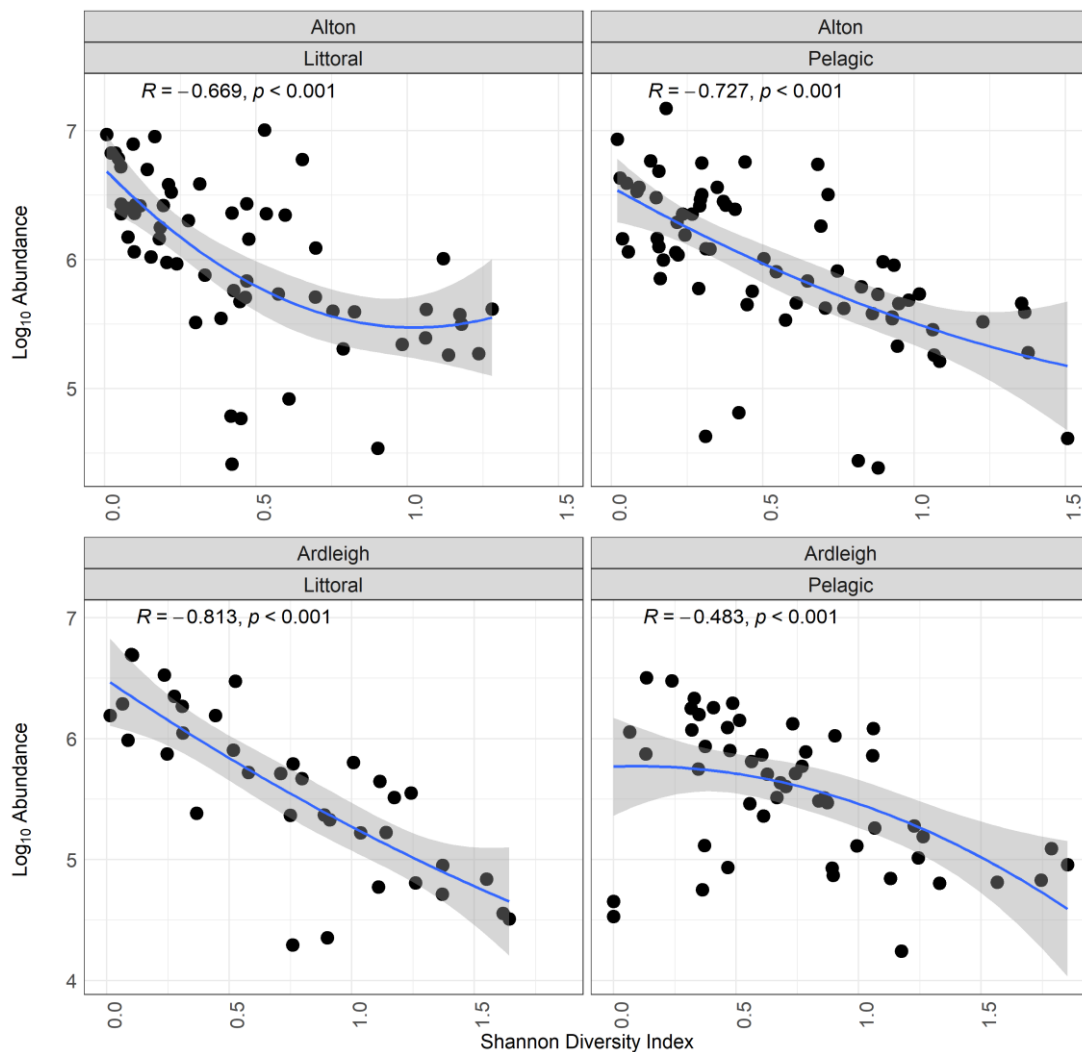 Alton
Alton
Littoral
Pelagic
R = −0.669, p < 0.001
R = −0.727, p < 0.001
7
6
5
Log10 Abundance
0.0 0.5 1.0 1.5
0.0 0.5 1.0 1.5
Ardleigh
Ardleigh
Littoral
Pelagic
R = −0.813, p < 0.001
R = −0.483, p < 0.001
7
6
5
4
Log10 Abundance
0.0 0.5 1.0 1.5
0.0 0.5 1.0 1.5
Shannon Diversity Index